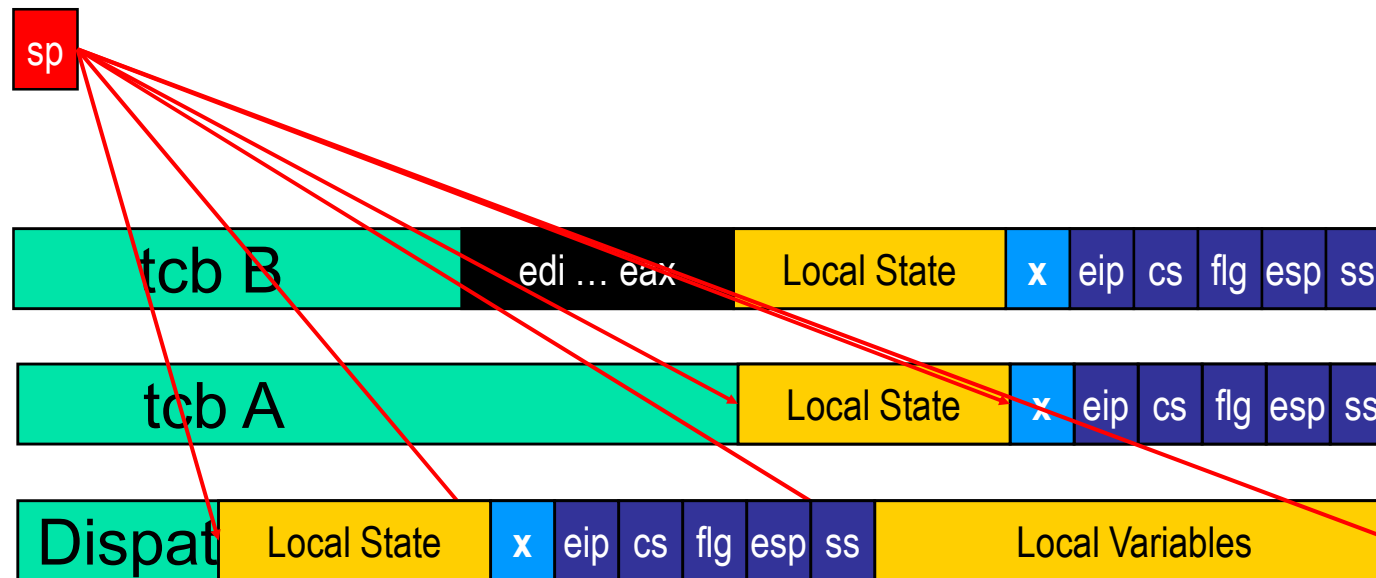 sp
tcb B edi … eax Local State x eip cs flg esp ss
tcb A Local State x eip cs flg esp ss
Dispat Local State x eip cs flg esp ss Local Variables